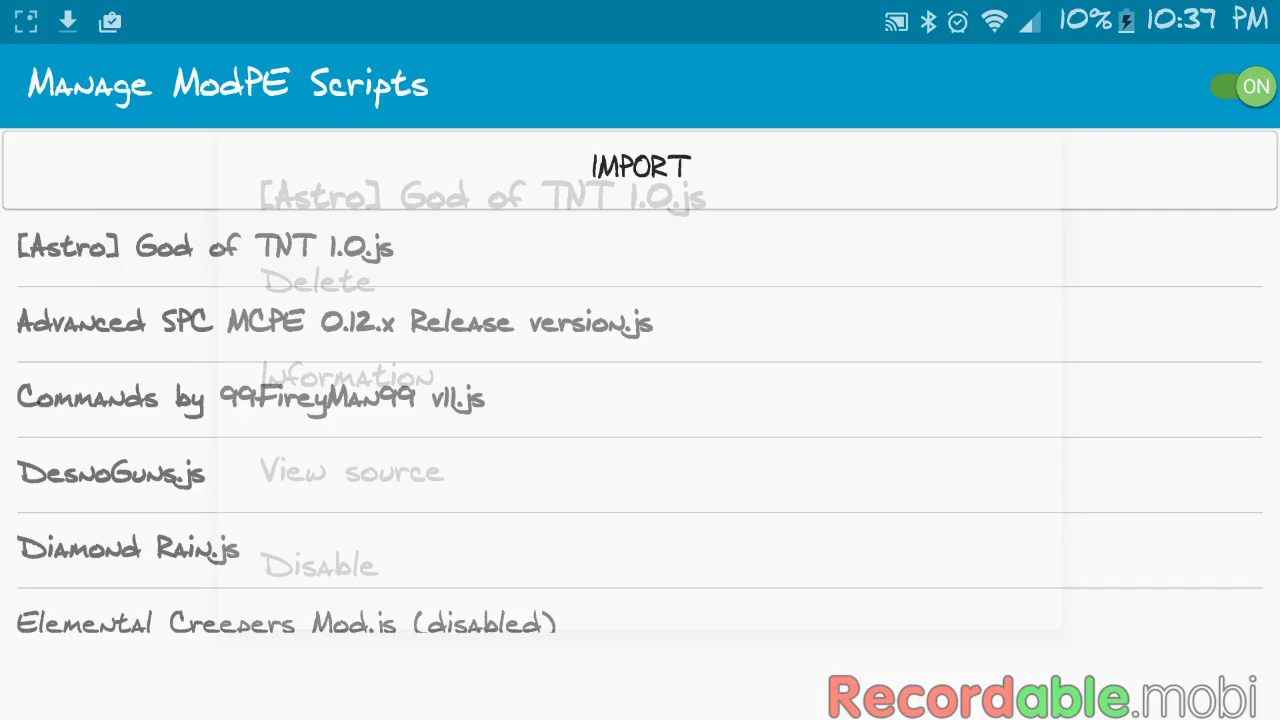 10% 10:37 PM
Manage ModPE Scripts
ON
IMPORT
[Astro] God of TNT 1.0.js
[Astro] God of TNT 1.0.js
Delete
Advanced SPC MCPE 0.12.x Release version.js
Information
Commands by 99FireyMan99 v11.js
View source
DesnoGuns.js
Diamond Rain.js
Disable
Elemental Creepers Mod.js (disabled)
Recordable.mobi